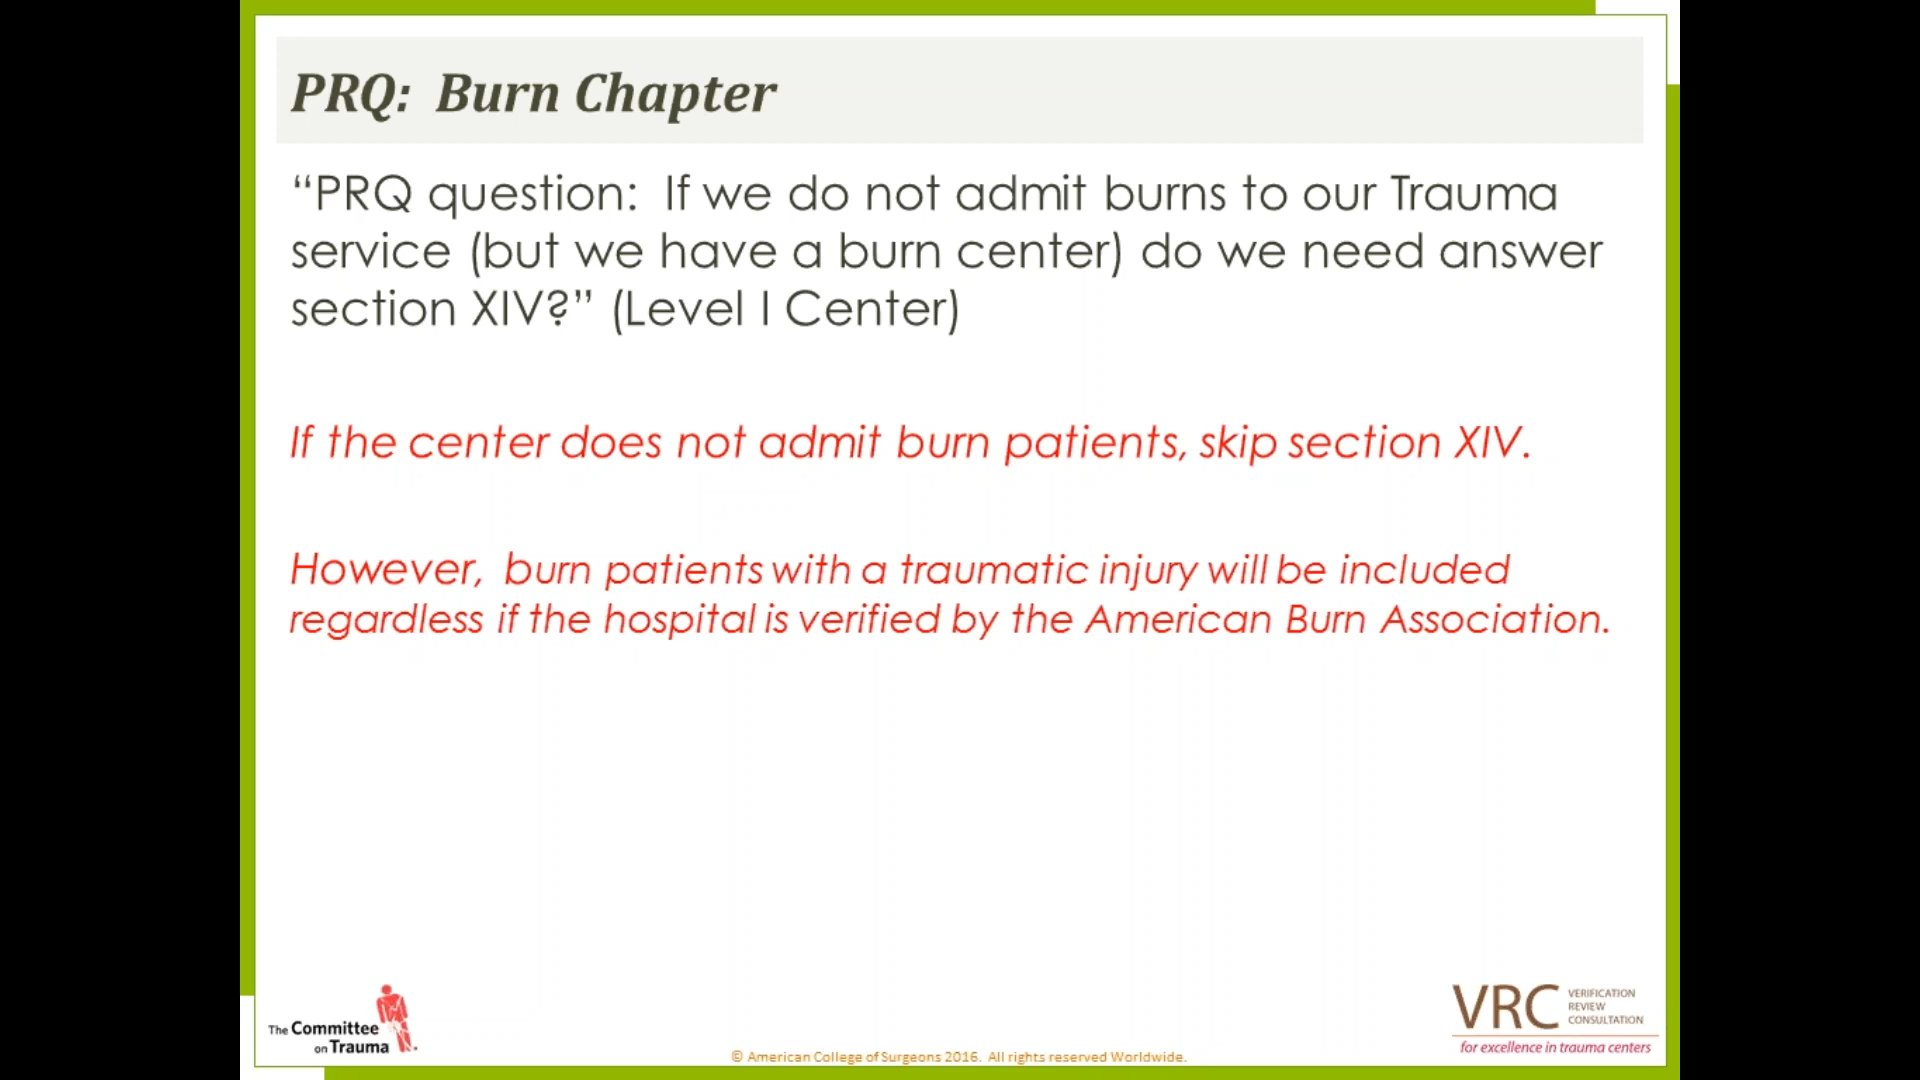 PRQ: Burn Chapter
“PRQ question: If we do not admit burns to our Trauma
service (but we have a burn center) do we need answer
section XIV?” (Level I Center)
If the center does not admit burn patients, skip section XIV.
However, burn patients with a traumatic injury will be included
regardless if the hospital is verified by the American Burn Association.
The Committee
on Trauma
© American College of Surgeons 2016. All rights reserved Worldwide.
VRC
VERIFICATION
REVIEW
CONSULTATION
for excellence in trauma centers